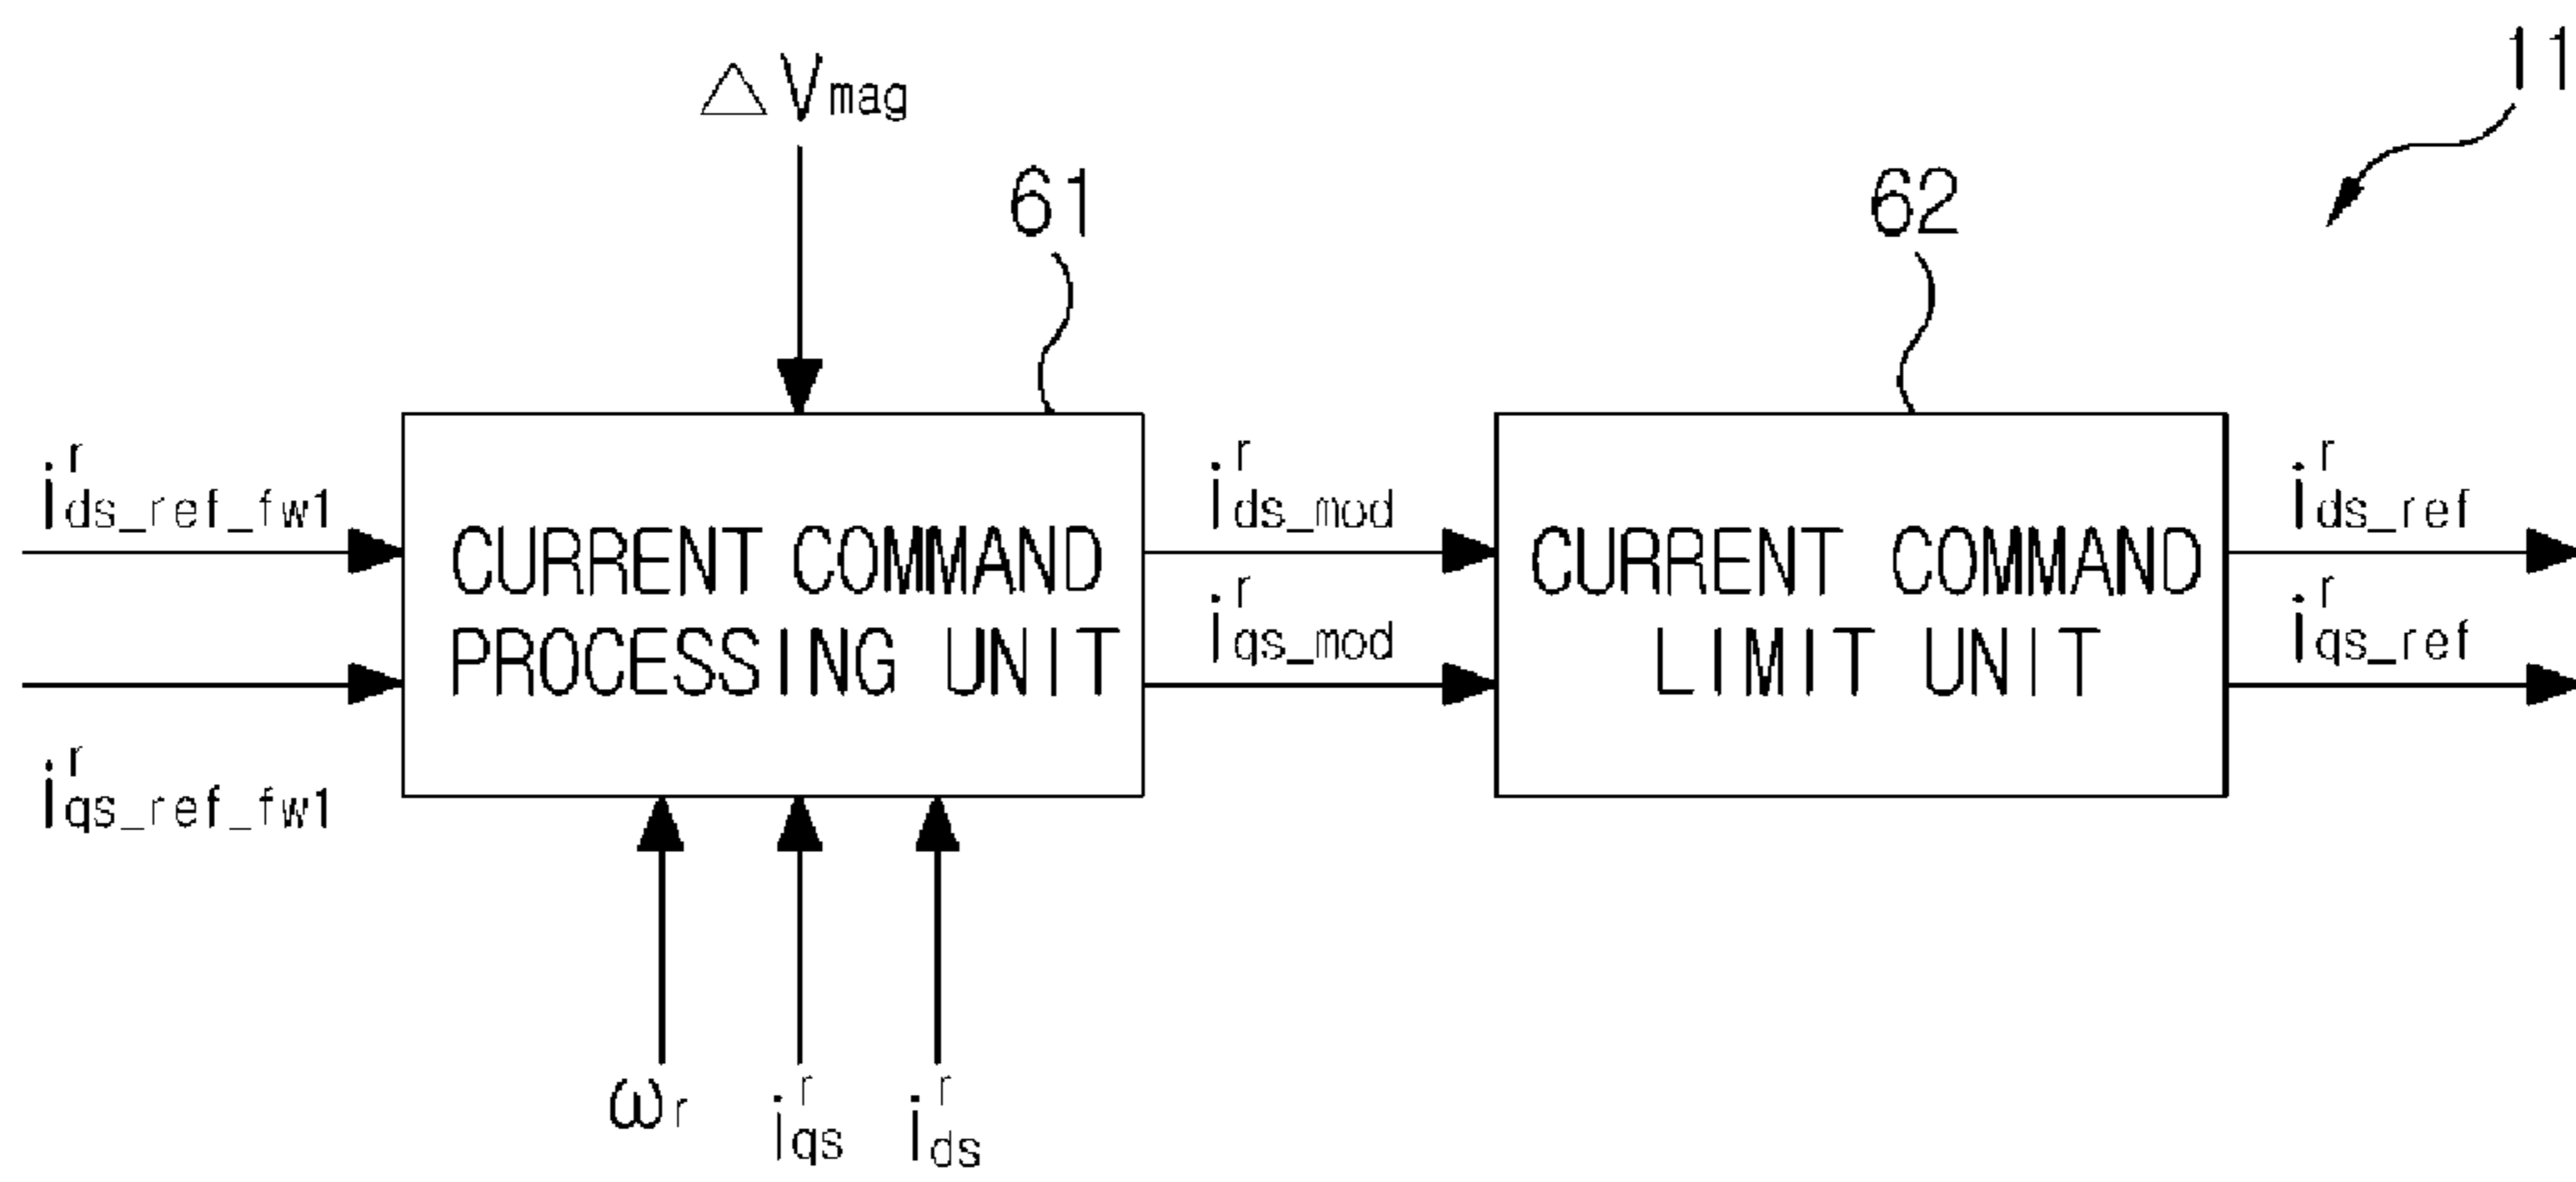 11
△Vmag
61
62
i^r_ds_ref_fw1
i^r_qs_ref_fw1
CURRENT COMMAND
PROCESSING UNIT
i^r_ds_mod
i^r_qs_mod
CURRENT COMMAND
LIMIT UNIT
i^r_ds_ref
i^r_qs_ref
ωr
i^r_qs
i^r_ds